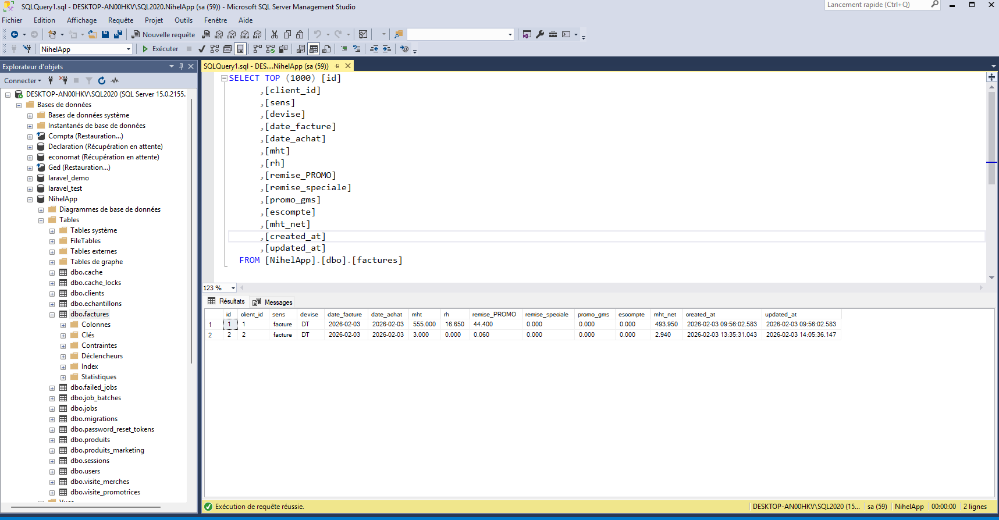 SQLQuery1.sql - DESKTOP-AN00HKV\SQL2020.NihelApp (sa (59)) - Microsoft SQL Server Management Studio
Lancement rapide (Ctrl+Q)
Fichier Edition Affichage Requête Projet Outils Fenêtre Aide
Nouvelle requête MDX DMX XMLA DAX
NihelApp Exécuter
Explorateur d'objets
Connecter
DESKTOP-AN00HKV\SQL2020 (SQL Server 15.0.2155..
Bases de données
Bases de données système
Instantanés de base de données
Compta (Restauration...)
Declaration (Récupération en attente)
economat (Récupération en attente)
Ged (Restauration...)
laravel_demo
laravel_test
NihelApp
Diagrammes de base de données
Tables
Tables système
FileTables
Tables externes
Tables de graphe
dbo.cache
dbo.cache_locks
dbo.clients
dbo.echantillons
dbo.factures
Colonnes
Clés
Contraintes
Déclencheurs
Index
Statistiques
dbo.failed_jobs
dbo.job_batches
dbo.jobs
dbo.migrations
dbo.password_reset_tokens
dbo.produits
dbo.produits_marketing
dbo.sessions
dbo.users
dbo.visite_merches
dbo.visite_promotrices
SQLQuery1.sql - DES....NihelApp (sa (59))
SELECT TOP (1000) [id]
,[client_id]
,[sens]
,[devise]
,[date_facture]
,[date_achat]
,[mht]
,[rh]
,[remise_PROMO]
,[remise_speciale]
,[promo_gms]
,[escompte]
,[mht_net]
,[created_at]
,[updated_at]
FROM [NihelApp].[dbo].[factures]
123 %
Résultats Messages
id client_id sens devise date_facture date_achat mht rh remise_PROMO remise_speciale promo_gms escompte mht_net created_at updated_at
1 1 1 facture DT 2026-02-03 2026-02-03 555.000 16.650 44.400 0.000 0.000 0.000 493.950 2026-02-03 09:56:02.583 2026-02-03 09:56:02.583
2 2 2 facture DT 2026-02-03 2026-02-03 3.000 0.000 0.060 0.000 0.000 0.000 2.940 2026-02-03 13:35:31.043 2026-02-03 14:05:36.147
Exécution de requête réussie. DESKTOP-AN00HKV\SQL2020 (15... sa (59) NihelApp 00:00:00 2 lignes